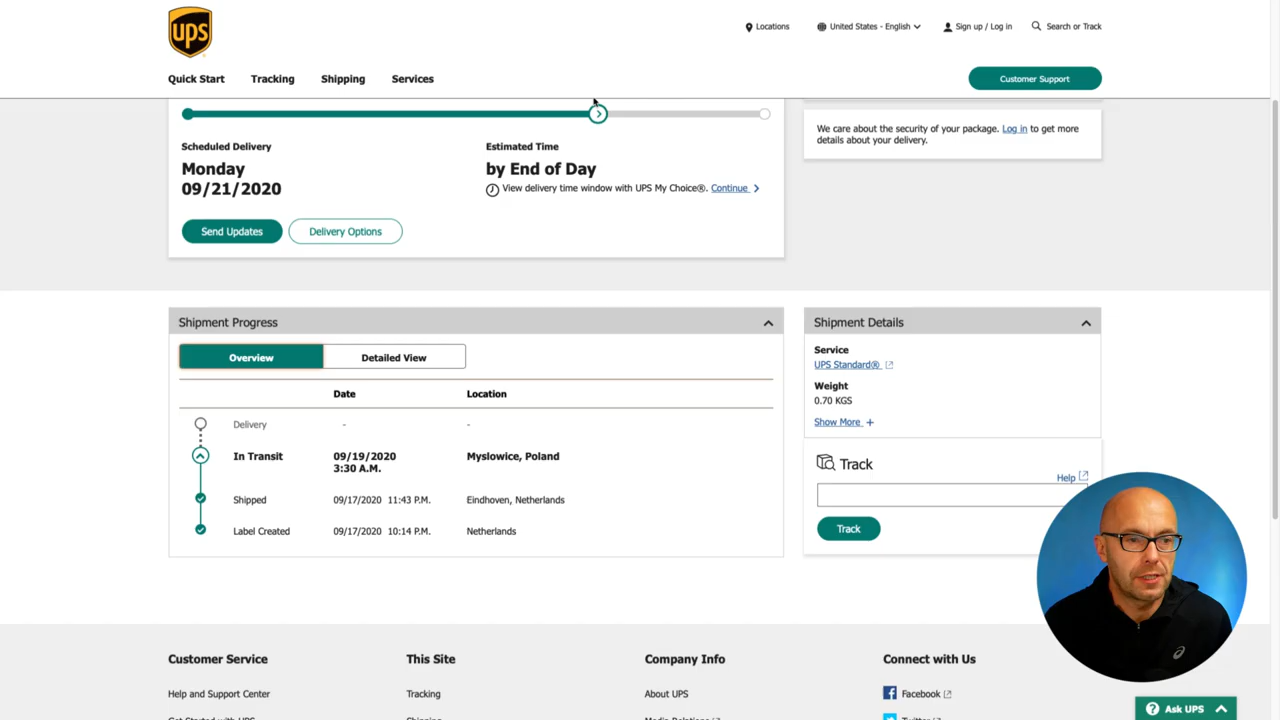 ups
Locations
United States - English
Sign up / Log in
Search or Track
Quick Start
Tracking
Shipping
Services
Customer Support
Scheduled Delivery
Monday
09/21/2020
Estimated Time
by End of Day
View delivery time window with UPS My Choice®. Continue
Send Updates
Delivery Options
We care about the security of your package. Log in to get more
details about your delivery.
Shipment Progress
Overview
Detailed View
Date
Location
Delivery - -
In Transit 09/19/2020 Myslowice, Poland
3:30 A.M.
Shipped 09/17/2020 11:43 P.M. Eindhoven, Netherlands
Label Created 09/17/2020 10:14 P.M. Netherlands
Shipment Details
Service
UPS Standard®
Weight
0.70 KGS
Show More +
Track
Help
Track
Customer Service
This Site
Company Info
Connect with Us
Help and Support Center
Tracking
About UPS
Facebook
Ask UPS